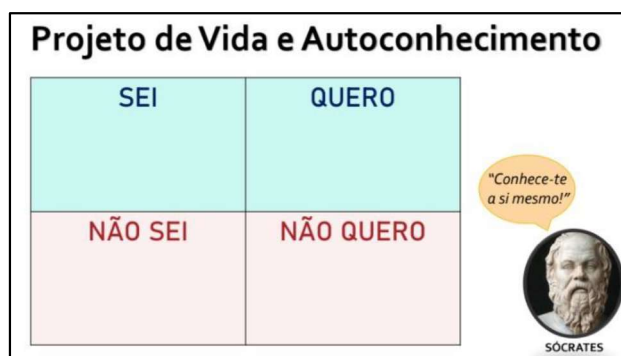 Projeto de Vida e Autoconhecimento
SEI
QUERO
NÃO SEI
NÃO QUERO
"Conhece-te
a si mesmo!"
SÓCRATES